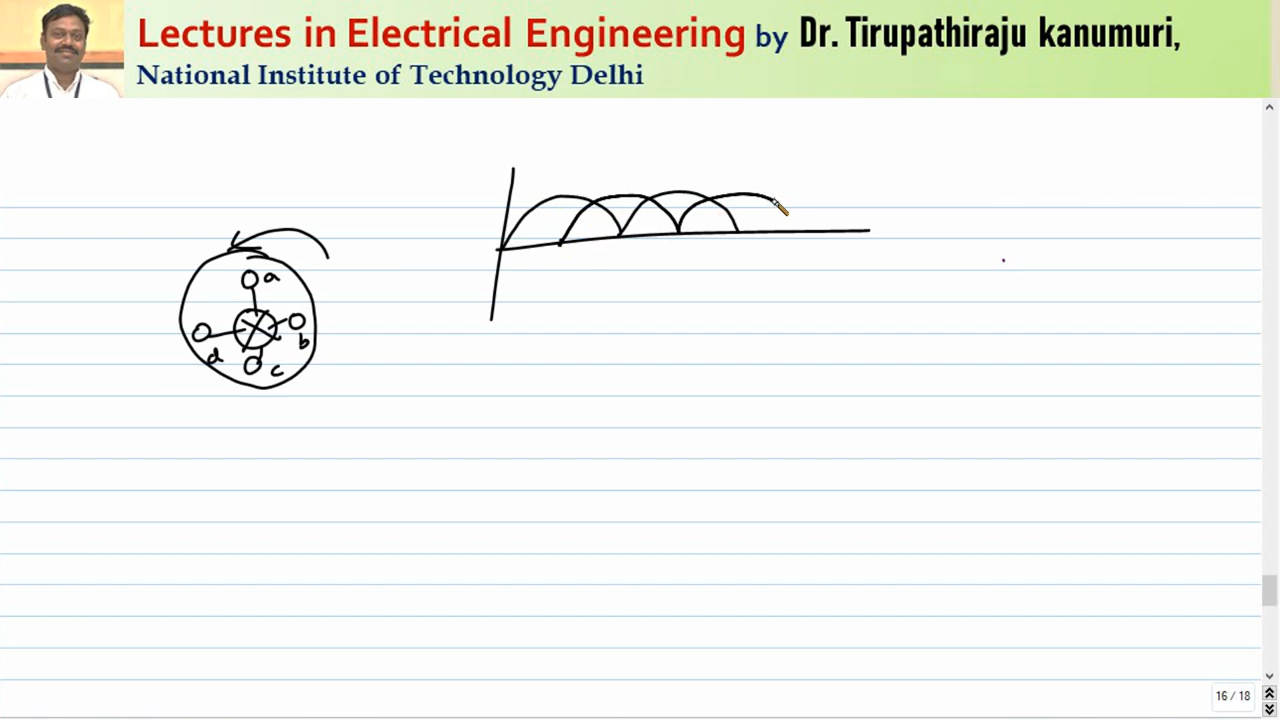 Lectures in Electrical Engineering by Dr. Tirupathiraju kanumuri,
National Institute of Technology Delhi
a
b
d
c
16 / 18